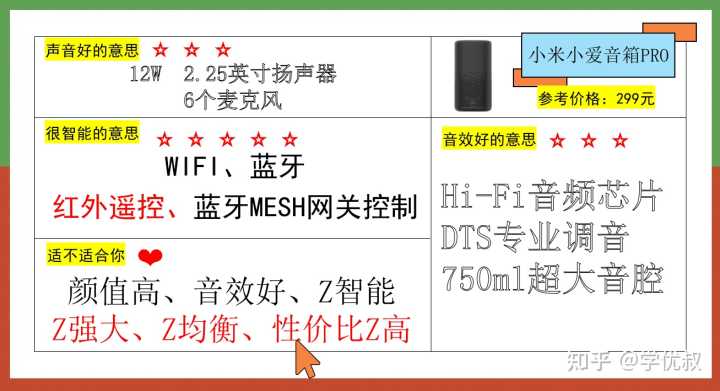 声音好的意思
12W 2.25英寸扬声器
6个麦克风
小米小爱音箱PRO
参考价格：299元
很智能的意思
WIFI、蓝牙
红外遥控、蓝牙MESH网关控制
音效好的意思
Hi-Fi音频芯片
DTS专业调音
750ml超大音腔
适不适合你
颜值高、音效好、Z智能
Z强大、Z均衡、性价比Z高
知乎 @学优叔